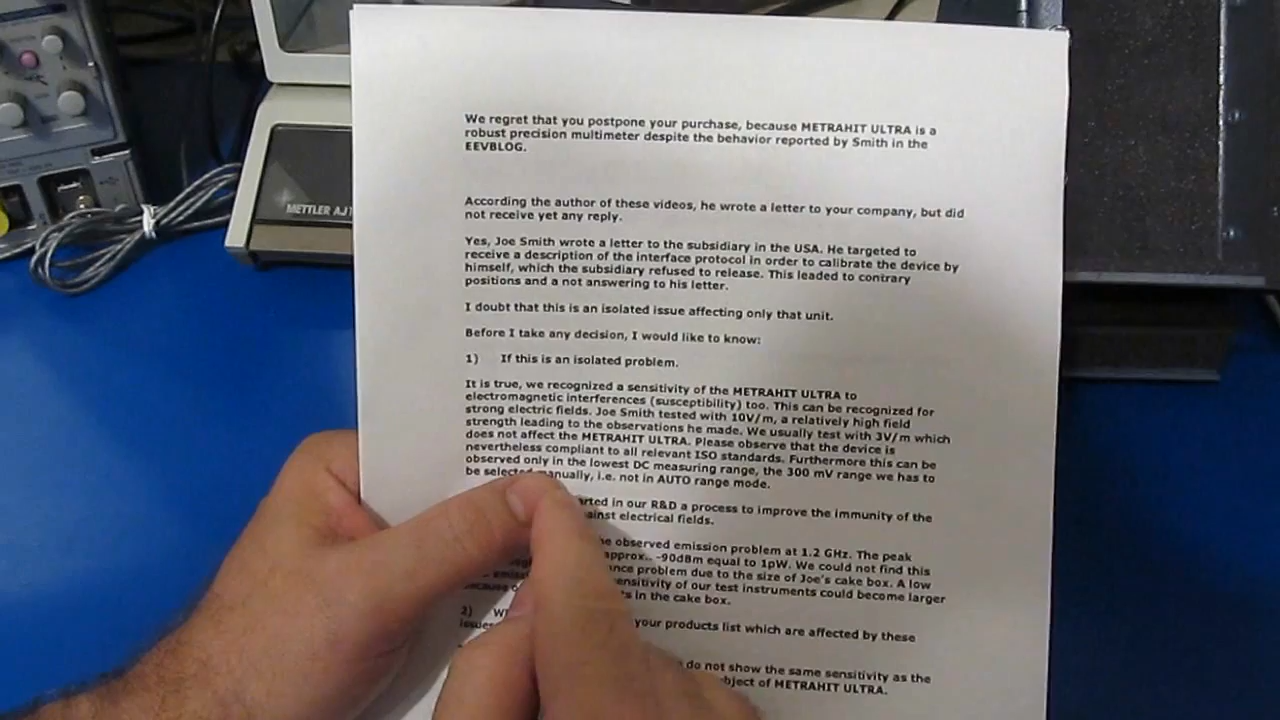 METTLER AJ1
We regret that you postpone your purchase, because METRAHIT ULTRA is a
robust precision multimeter despite the behavior reported by Smith in the
EEVBLOG.
According the author of these videos, he wrote a letter to your company, but did
not receive yet any reply.
Yes, Joe Smith wrote a letter to the subsidiary in the USA. He targeted to
receive a description of the interface protocol in order to calibrate the device by
himself, which the subsidiary refused to release. This leaded to contrary
positions and a not answering to his letter.
I doubt that this is an isolated issue affecting only that unit.
Before I take any decision, I would like to know:
1) If this is an isolated problem.
It is true, we recognized a sensitivity of the METRAHIT ULTRA to
electromagnetic interferences (susceptibility) too. This can be recognized for
strong electric fields. Joe Smith tested with 10V/m, a relatively high field
strength leading to the observations he made. We usually test with 3V/m which
does not affect the METRAHIT ULTRA. Please observe that the device is
nevertheless compliant to all relevant ISO standards. Furthermore this can be
observed only in the lowest DC measuring range, the 300 mV range we has to
be selected manually, i.e. not in AUTO range mode.
in our R&D a process to improve the immunity of the
electrical fields.
observed emission problem at 1.2 GHz. The peak
approx.. -90dBm equal to 1pW. We could not find this
problem due to the size of Joe's cake box. A low
of our test instruments could become larger
in the cake box.
2)
your products list which are affected by these
issues
do not show the same sensitivity as the
of METRAHIT ULTRA.